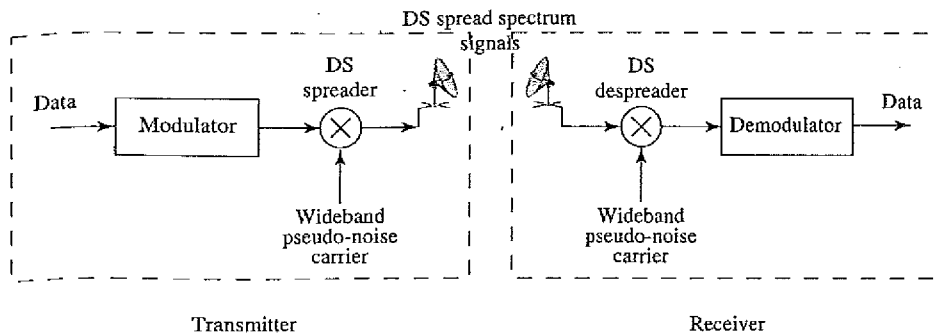 DS spread spectrum
signals
DS
spreader
DS
despreader
Data
Modulator
Demodulator
Data
Wideband
pseudo-noise
carrier
Wideband
pseudo-noise
carrier
Transmitter
Receiver